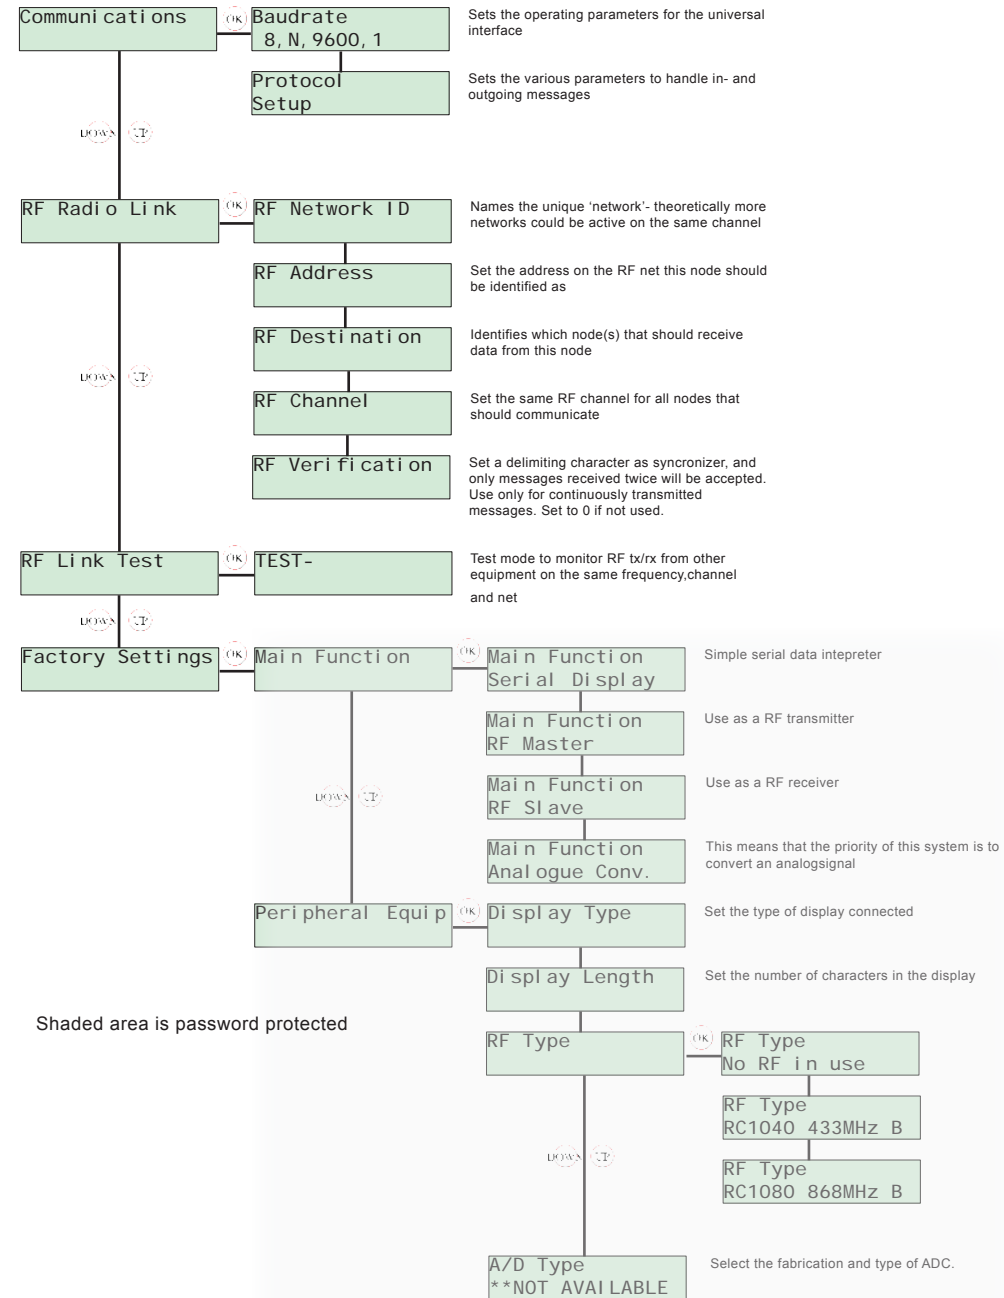 Communications
OK
Baudrate
8,N,9600,1
Sets the operating parameters for the universal
interface
Protocol
Setup
Sets the various parameters to handle in- and
outgoing messages
DOWN UP
RF Radio Link
OK
RF Network ID
Names the unique ‘network’- theoretically more
networks could be active on the same channel
RF Address
Set the address on the RF net this node should
be identified as
RF Destination
Identifies which node(s) that should receive
data from this node
DOWN UP
RF Channel
Set the same RF channel for all nodes that
should communicate
RF Verification
Set a delimiting character as syncronizer, and
only messages received twice will be accepted.
Use only for continuously transmitted
messages. Set to 0 if not used.
RF Link Test
OK
TEST-
Test mode to monitor RF tx/rx from other
equipment on the same frequency,channel
and net
DOWN UP
Factory Settings
OK
Main Function
OK
Main Function
Serial Display
Simple serial data intepreter
Main Function
RF Master
Use as a RF transmitter
DOWN UP
Main Function
RF Slave
Use as a RF receiver
Main Function
Analogue Conv.
This means that the priority of this system is to
convert an analogsignal
Peripheral Equip
OK
Display Type
Set the type of display connected
Display Length
Set the number of characters in the display
Shaded area is password protected
RF Type
OK
RF Type
No RF in use
RF Type
RC1040 433MHz B
DOWN UP
RF Type
RC1080 868MHz B
A/D Type
**NOT AVAILABLE
Select the fabrication and type of ADC.